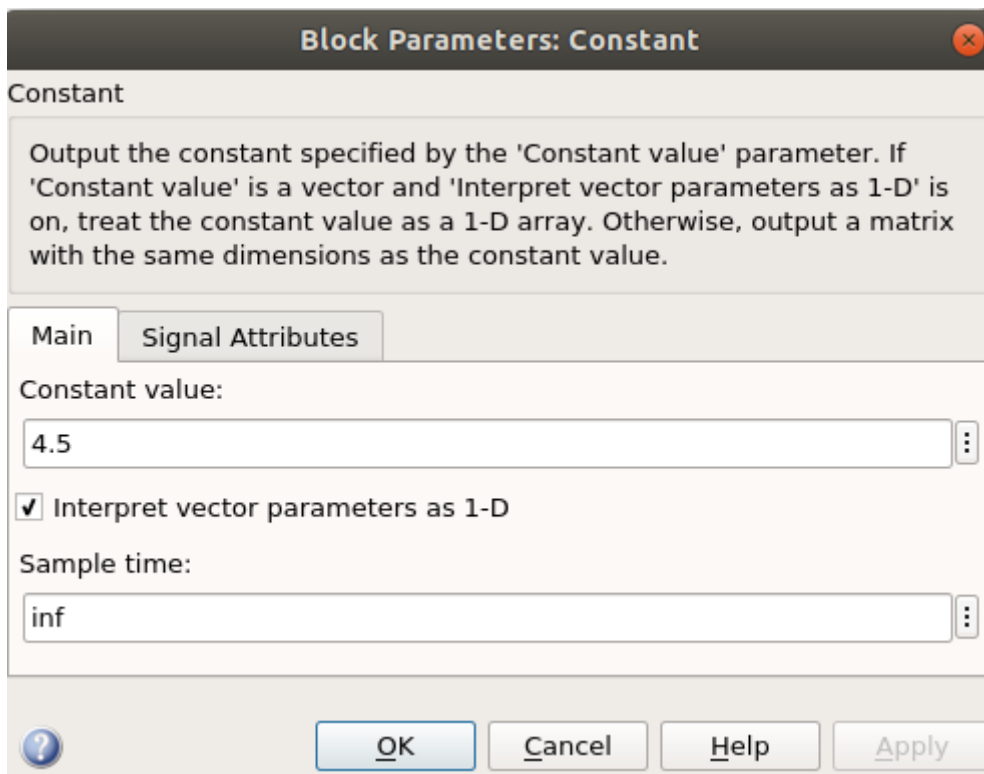 Block Parameters: Constant
Constant
Output the constant specified by the 'Constant value' parameter. If
'Constant value' is a vector and 'Interpret vector parameters as 1-D' is
on, treat the constant value as a 1-D array. Otherwise, output a matrix
with the same dimensions as the constant value.
Main Signal Attributes
Constant value:
4.5
Interpret vector parameters as 1-D
Sample time:
inf
OK Cancel Help Apply